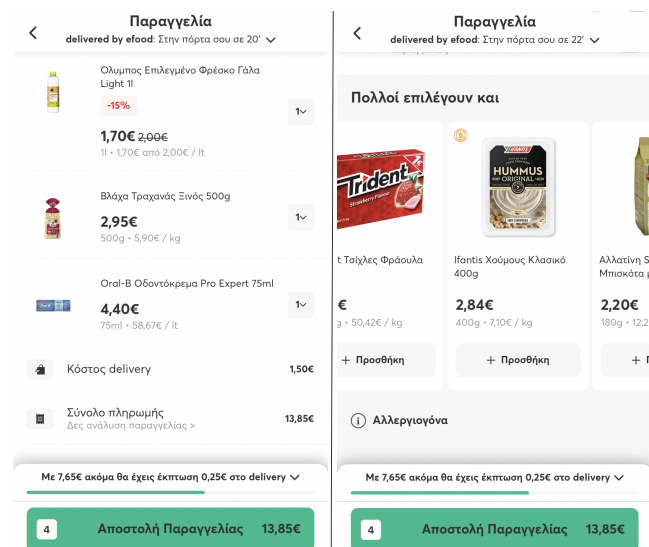 Παραγγελία
delivered by efood: Στην πόρτα σου σε 20'
Όλυμπος Επιλεγμένο Φρέσκο Γάλα
Light 1l
-15%
1,70€ 2,00€
1l • 1,70€ από 2,00€ / lt
1
Βλάχα Τραχανάς Ξινός 500g
2,95€
500g • 5,90€ / kg
1
Oral-B Οδοντόκρεμα Pro Expert 75ml
4,40€
75ml • 58,67€ / lt
1
Κόστος delivery 1,50€
Σύνολο πληρωμής 13,85€
Δες ανάλυση παραγγελίας >
Με 7,65€ ακόμα θα έχεις έκπτωση 0,25€ στο delivery
4 Αποστολή Παραγγελίας 13,85€
Παραγγελία
delivered by efood: Στην πόρτα σου σε 22'
Πολλοί επιλέγουν και
Trident
Strawberry Flavour
t Τσίχλες Φράουλα
€
g • 50,42€ / kg
+ Προσθήκη
IFANTIS
HUMMUS
ORIGINAL
Ifantis Χούμους Κλασικό
400g
2,84€
400g • 7,10€ / kg
+ Προσθήκη
Αλλατίνη S
Μπισκότα μ
2,20€
180g • 12,2
+ Π
Αλλεργιογόνα
Με 7,65€ ακόμα θα έχεις έκπτωση 0,25€ στο delivery
4 Αποστολή Παραγγελίας 13,85€